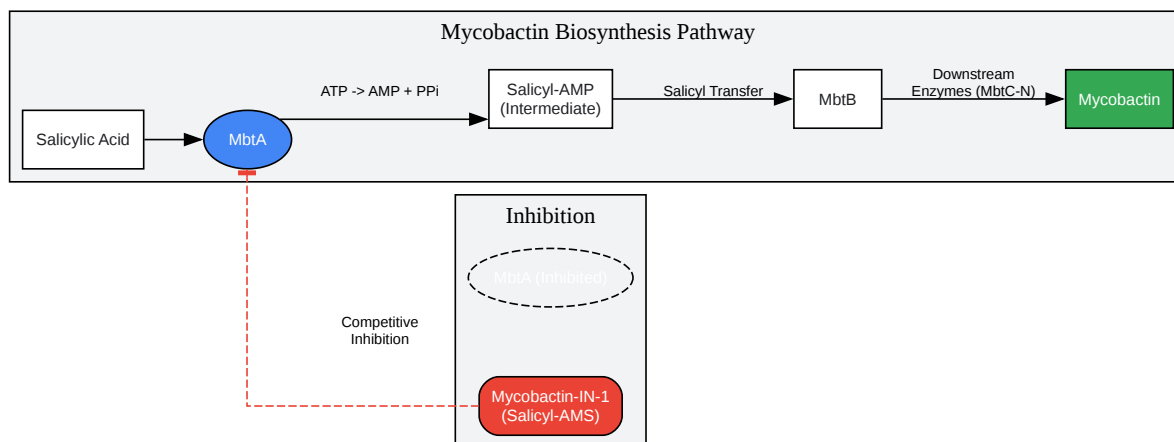 Mycobactin Biosynthesis Pathway
Salicylic Acid
MbtA
ATP -> AMP + PPi
Salicyl-AMP
(Intermediate)
Salicyl Transfer
MbtB
Downstream
Enzymes (MbtC-N)
Mycobactin
Inhibition
MbtA (Inhibited)
Competitive
Inhibition
Mycobactin-IN-1
(Salicyl-AMS)